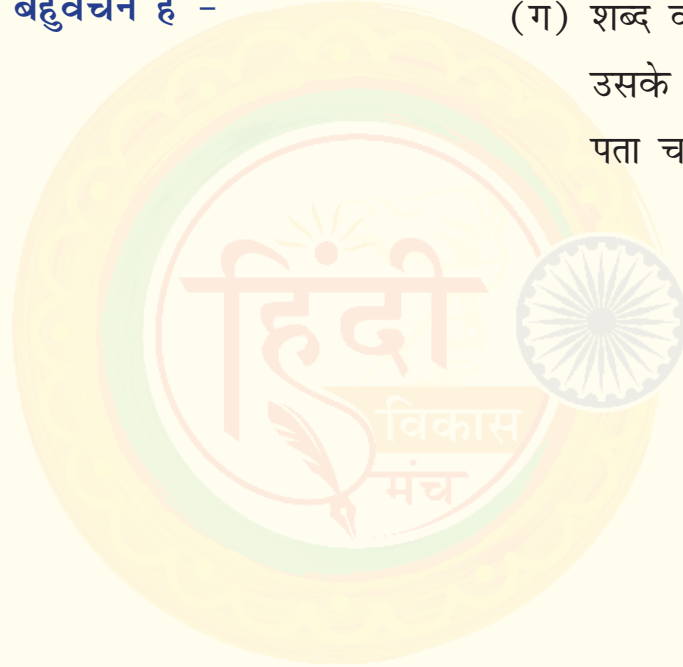 बहुवचन है -
(ग) शब्द
उसके
पता
हिंदी
विकास
मंच